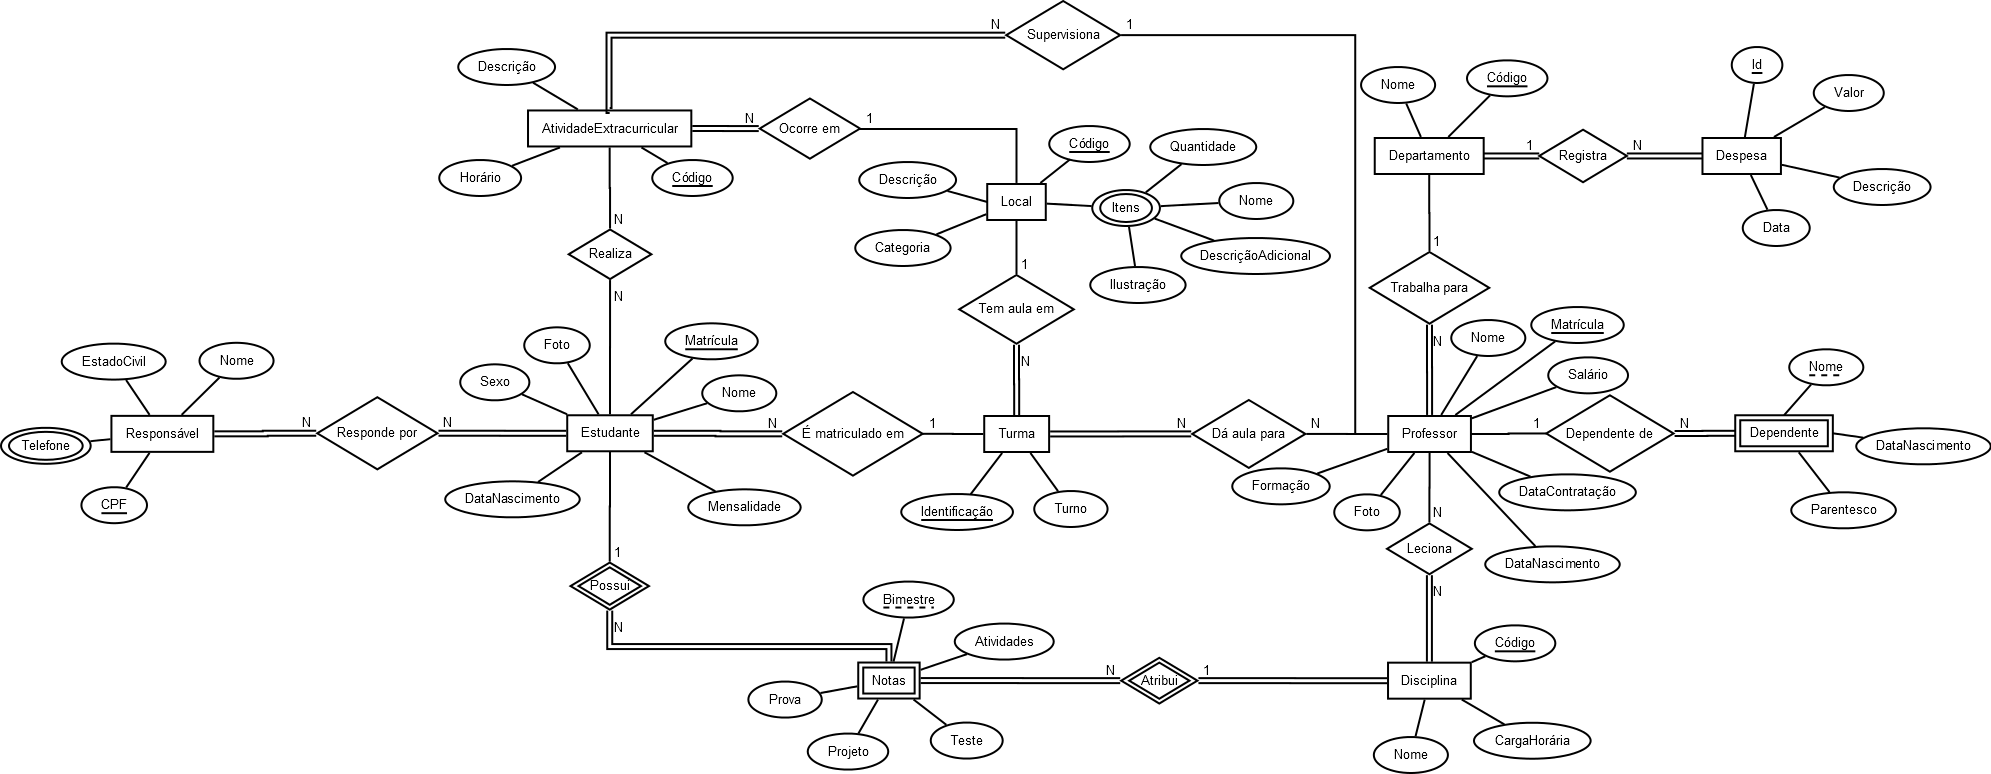 N
Supervisiona
1
Descrição
AtividadeExtracurricular
N
Ocorre em
1
Horário
Código
Id
Nome
Código
Valor
Departamento
1
Registra
N
Despesa
Descrição
Data
Código
Quantidade
Descrição
Local
Itens
Nome
Categoria
DescriçãoAdicional
Ilustração
N
Realiza
N
1
Tem aula em
N
1
Trabalha para
N
EstadoCivil
Nome
Telefone
Responsável
CPF
N
Responde por
N
Foto
Matrícula
Sexo
Nome
Estudante
DataNascimento
Mensalidade
N
É matriculado em
1
Turma
Identificação
Turno
N
Dá aula para
N
Nome
Matrícula
Salário
Professor
Formação
Foto
DataContratação
DataNascimento
1
Dependente de
N
Nome
Dependente
DataNascimento
Parentesco
N
Leciona
N
1
Possui
N
Bimestre
Atividades
Notas
Prova
Projeto
Teste
N
Atribui
1
Código
Disciplina
Nome
CargaHorária